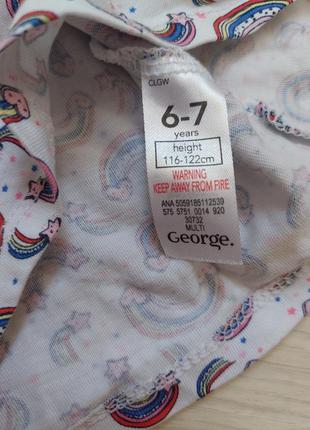 CLGW
6-7
years
height
116-122cm
WARNING
KEEP AWAY FROM FIRE
ANA 5059185112539
575 5751 0014 920
30732
MULTI
George.